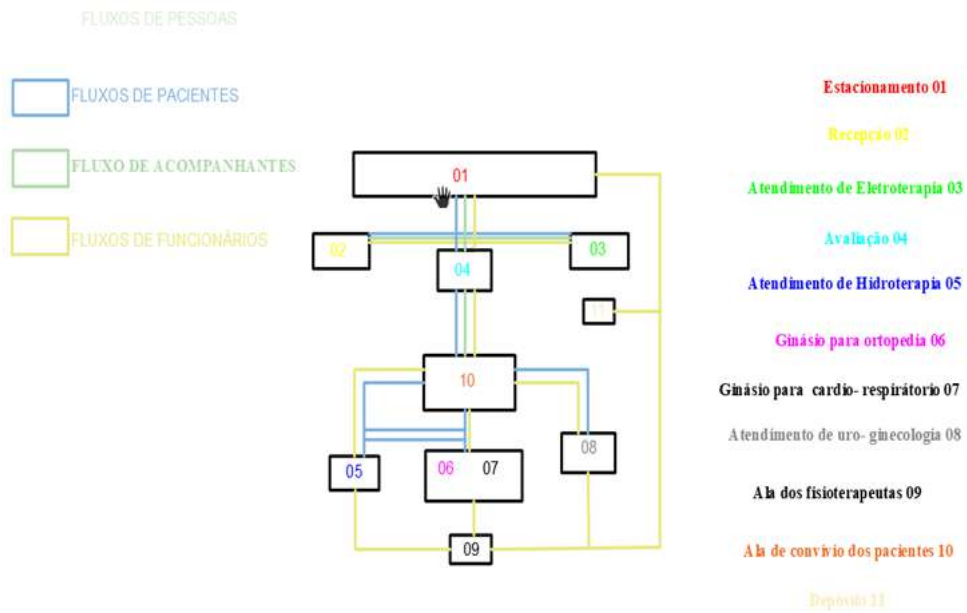 FLUXOS DE PESSOAS
FLUXOS DE PACIENTES
FLUXO DE ACOMPANHANTES
FLUXOS DE FUNCIONÁRIOS
01
02
03
04
11
10
05
06
07
08
09
Estacionamento 01
Recepção 02
Atendimento de Eletroterapia 03
Avaliação 04
Atendimento de Hidroterapia 05
Ginásio para ortopedia 06
Ginásio para cardio- respirátorio 07
Atendimento de uro- ginecologia 08
Ala dos fisioterapeutas 09
Ala de convívio dos pacientes 10
Deposito 11